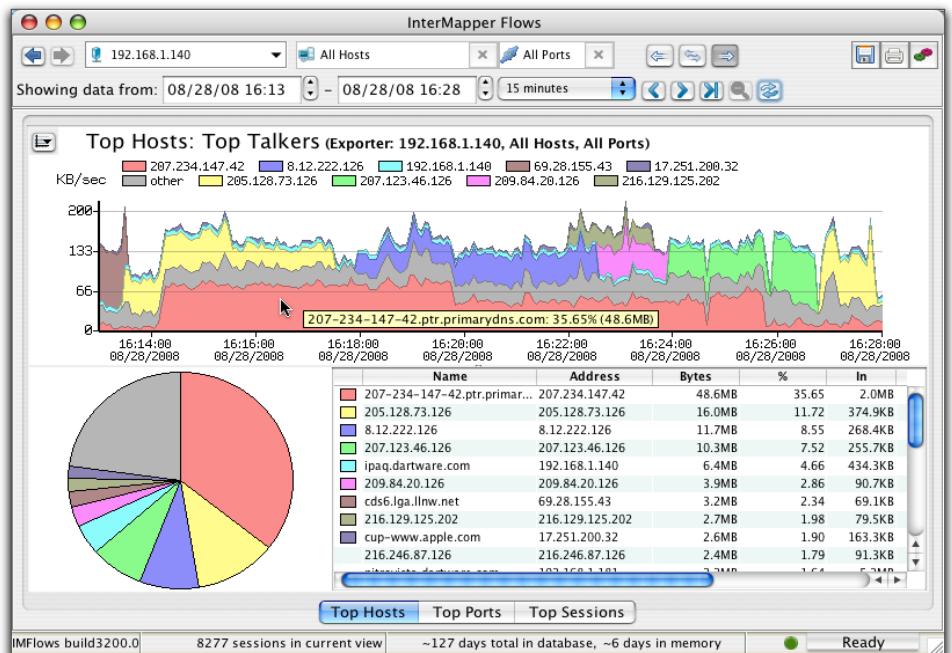 InterMapper Flows
192.168.1.140 All Hosts All Ports
Showing data from: 08/28/08 16:13 – 08/28/08 16:28 15 minutes
Top Hosts: Top Talkers (Exporter: 192.168.1.140, All Hosts, All Ports)
207.234.147.42 8.12.222.126 192.168.1.140 69.28.155.43 17.251.200.32
KB/sec other 205.128.73.126 207.123.46.126 209.84.20.126 216.129.125.202
200
133
66
0
207-234-147-42.ptr.primarydns.com: 35.65% (48.6MB)
16:14:00 16:16:00 16:18:00 16:20:00 16:22:00 16:24:00 16:26:00 16:28:00
08/28/2008 08/28/2008 08/28/2008 08/28/2008 08/28/2008 08/28/2008 08/28/2008 08/28/2008
Name Address Bytes % In
207-234-147-42.ptr.primar... 207.234.147.42 48.6MB 35.65 2.0MB
205.128.73.126 205.128.73.126 16.0MB 11.72 374.9KB
8.12.222.126 8.12.222.126 11.7MB 8.55 268.4KB
207.123.46.126 207.123.46.126 10.3MB 7.52 255.7KB
ipaq.dartware.com 192.168.1.140 6.4MB 4.66 434.3KB
209.84.20.126 209.84.20.126 3.9MB 2.86 90.7KB
cds6.lga.llnw.net 69.28.155.43 3.2MB 2.34 69.1KB
216.129.125.202 216.129.125.202 2.7MB 1.98 79.5KB
cup-www.apple.com 17.251.200.32 2.6MB 1.90 163.3KB
216.246.87.126 216.246.87.126 2.4MB 1.79 91.3KB
Top Hosts Top Ports Top Sessions
IMFlows build3200.0 8277 sessions in current view ~127 days total in database, ~6 days in memory Ready